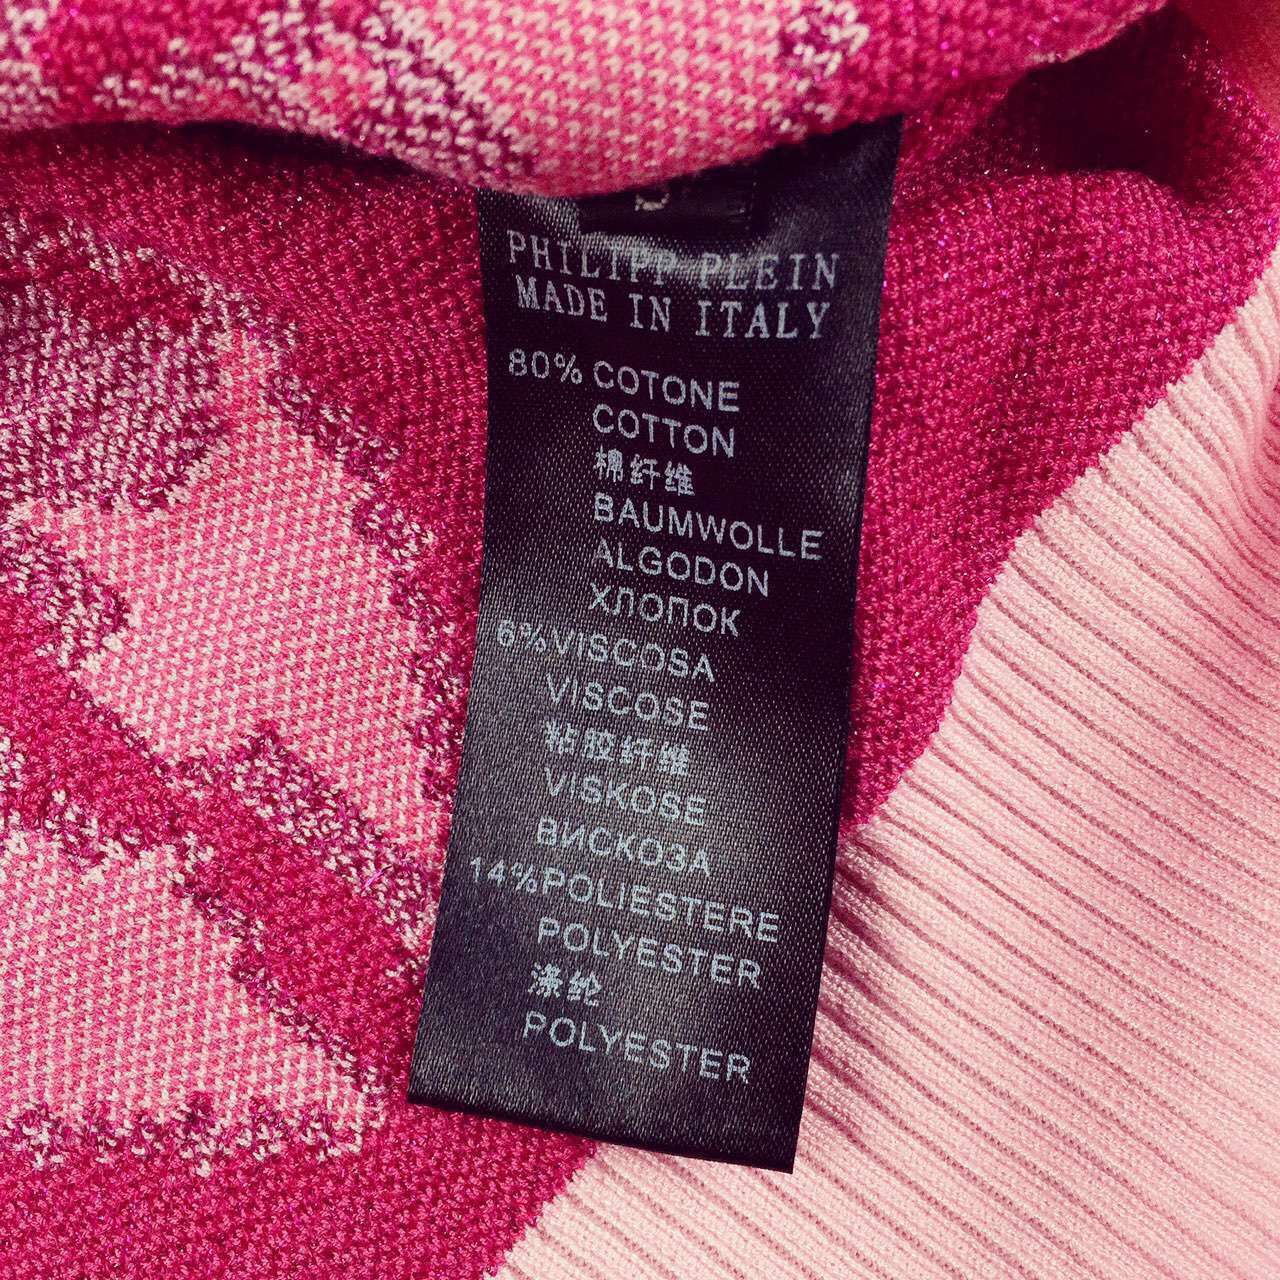 PHILIPP PLEIN
MADE IN ITALY
80% COTONE
COTTON
棉纤维
BAUMWOLLE
ALGODON
ХЛОПОК
6% VISCOSA
VISCOSE
粘胶纤维
VISKOSE
ВИСКОЗА
14% POLIESTERE
POLYESTER
涤纶
POLYESTER